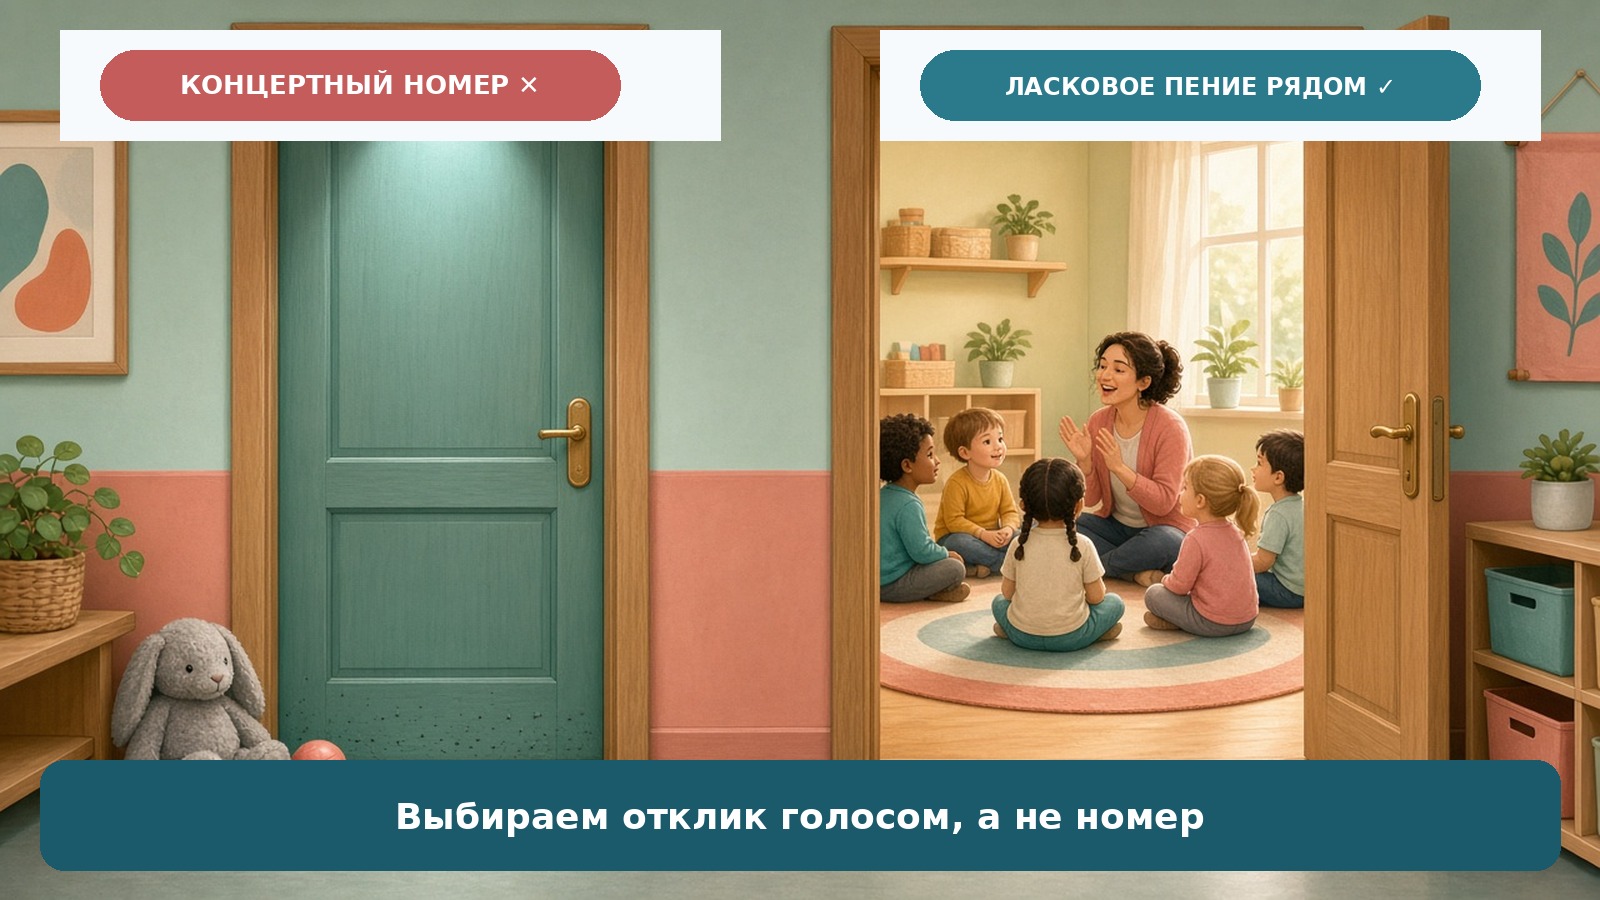 КОНЦЕРТНЫЙ НОМЕР ✕
ЛАСКОВОЕ ПЕНИЕ РЯДОМ ✓
Выбираем отклик голосом, а не номер